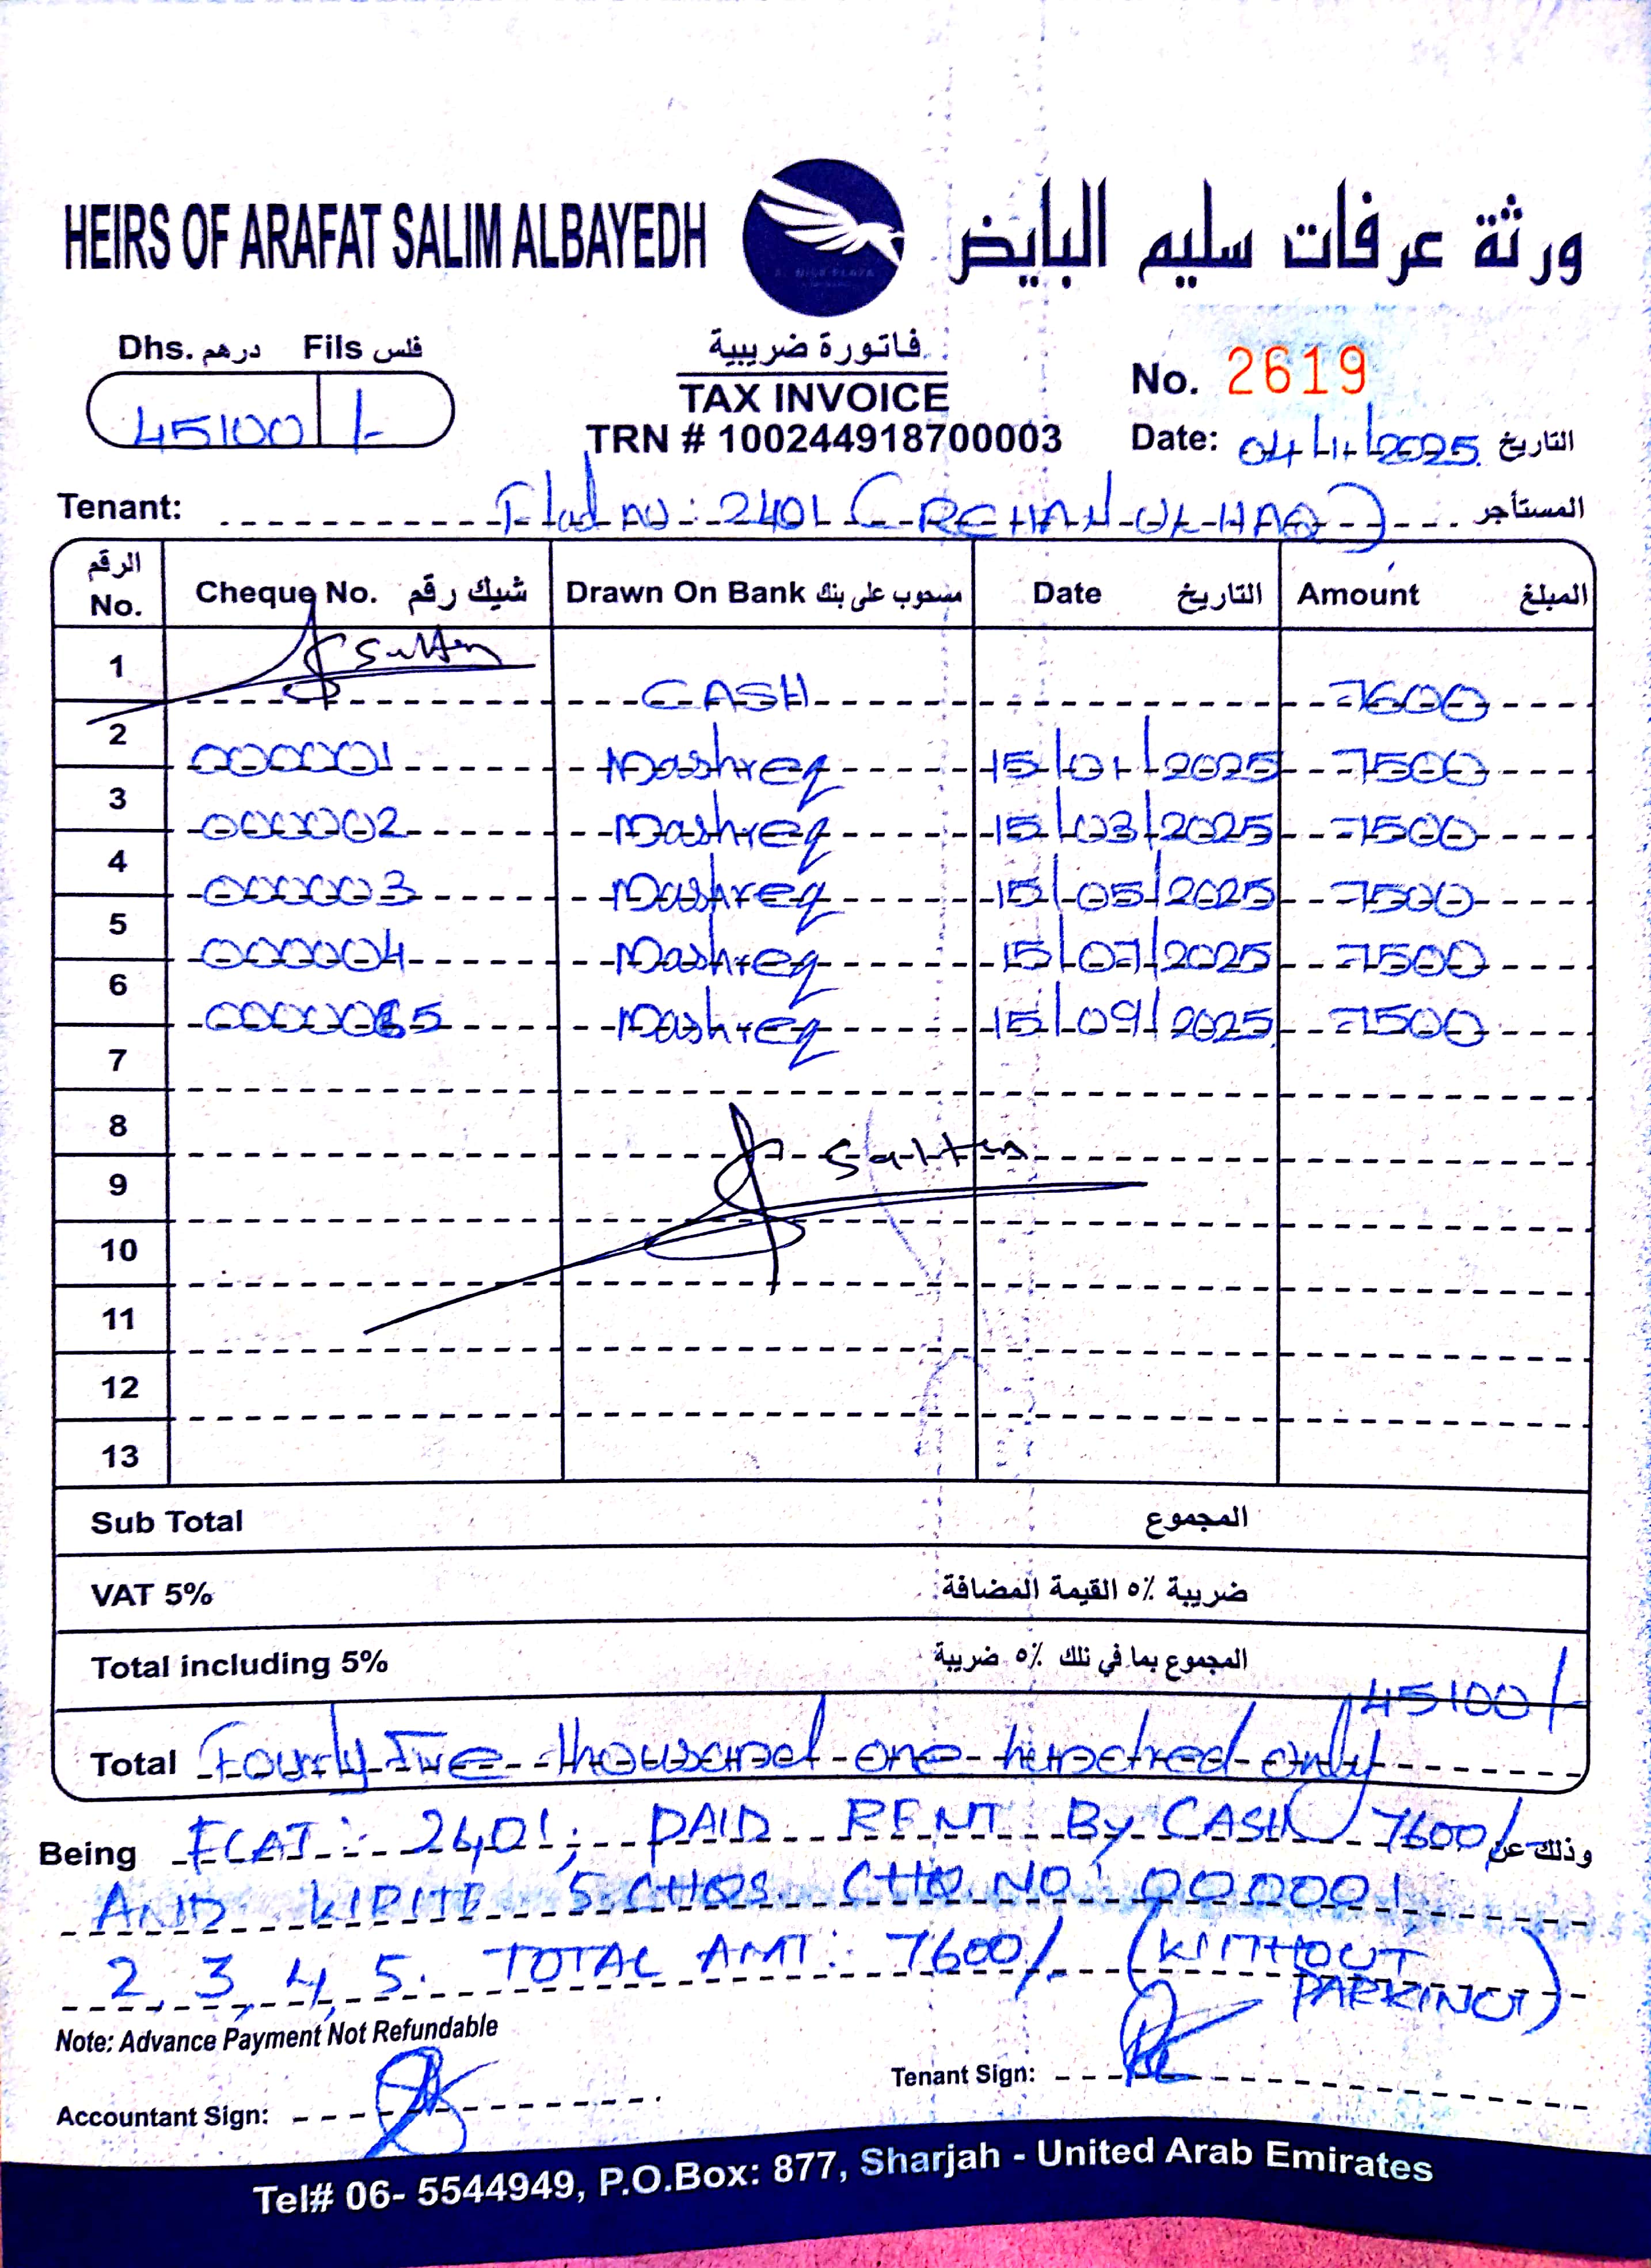 HEIRS OF ARAFAT SALIM ALBAYEDH ورثة عرفات سليم البايض
Dhs. درهم Fils فلس
45100 /-
فاتورة ضريبية
TAX INVOICE
TRN # 100244918700003
No. 2619
Date: 04/11/2025 التاريخ
Tenant: Flad no: 2401 (REHAN-UL-HAQ) المستأجر
الرقم No. Cheque No. شيك رقم Drawn On Bank مسحوب على بنك Date التاريخ Amount المبلغ
1 Sultan CASH 7600
2 000001 Mashreq 15/01/2025 7500
3 000002 Mashreq 15/03/2025 7500
4 000003 Mashreq 15/05/2025 7500
5 000004 Mashreq 15/07/2025 7500
6 000005 Mashreq 15/09/2025 7500
7
8
Sultan
9
10
11
12
13
Sub Total المجموع
VAT 5% ضريبة ٥٪ القيمة المضافة
Total including 5% المجموع بما في تلك ٥٪ ضريبة 45100/-
Total Fourty Five thousand one hundred only
Being FLAT: 2401; PAID RENT By CASH 7600/- وذلك عن
AND 5 CHQS. CHQ NO: 000001
2, 3, 4, 5. TOTAL AMT: 7600/- (WITHOUT PARKING)
Note: Advance Payment Not Refundable
Accountant Sign:
Tenant Sign:
Tel# 06- 5544949, P.O.Box: 877, Sharjah - United Arab Emirates